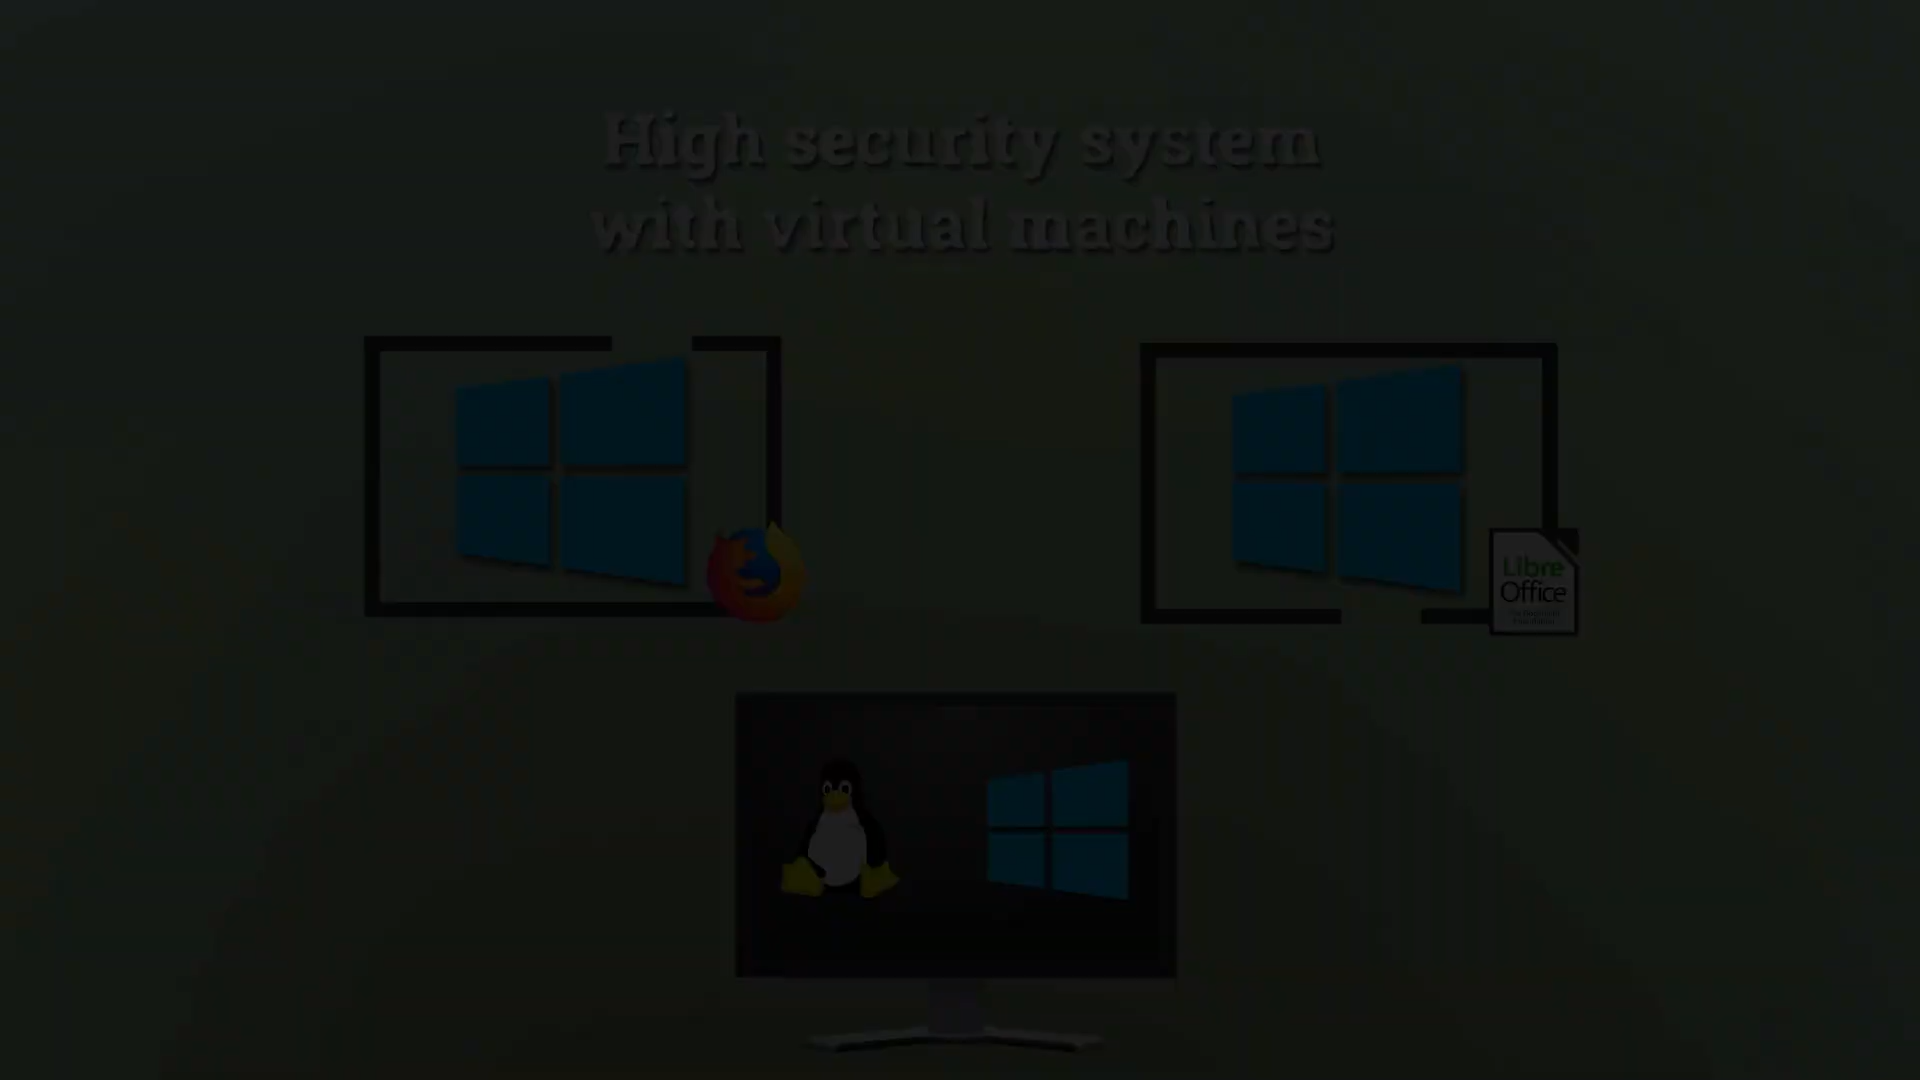 High security system
with virtual machines
Libre
Office